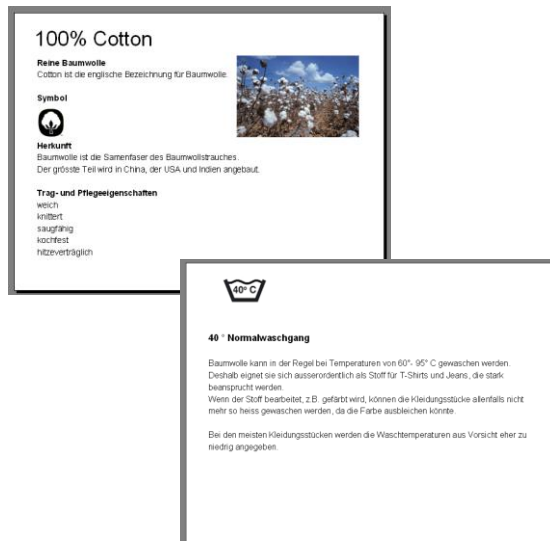 100% Cotton
Reine Baumwolle
Cotton ist die englische Bezeichnung für Baumwolle.
Symbol
Herkunft
Baumwolle ist die Samenfaser des Baumwollstrauches.
Der grösste Teil wird in China, der USA und Indien angebaut.
Trag- und Pflegeeigenschaften
weich
knittert
saugfähig
kochfest
hitzeverträglich
40° C
40 ° Normalwaschgang
Baumwolle kann in der Regel bei Temperaturen von 60°- 95° C gewaschen werden.
Deshalb eignet sie sich ausserordentlich als Stoff für T-Shirts und Jeans, die stark
beansprucht werden.
Wenn der Stoff bearbeitet, z.B. gefärbt wird, können die Kleidungsstücke allenfalls nicht
mehr so heiss gewaschen werden, da die Farbe ausbleichen könnte.
Bei den meisten Kleidungsstücken werden die Waschtemperaturen aus Vorsicht eher zu
niedrig angegeben.